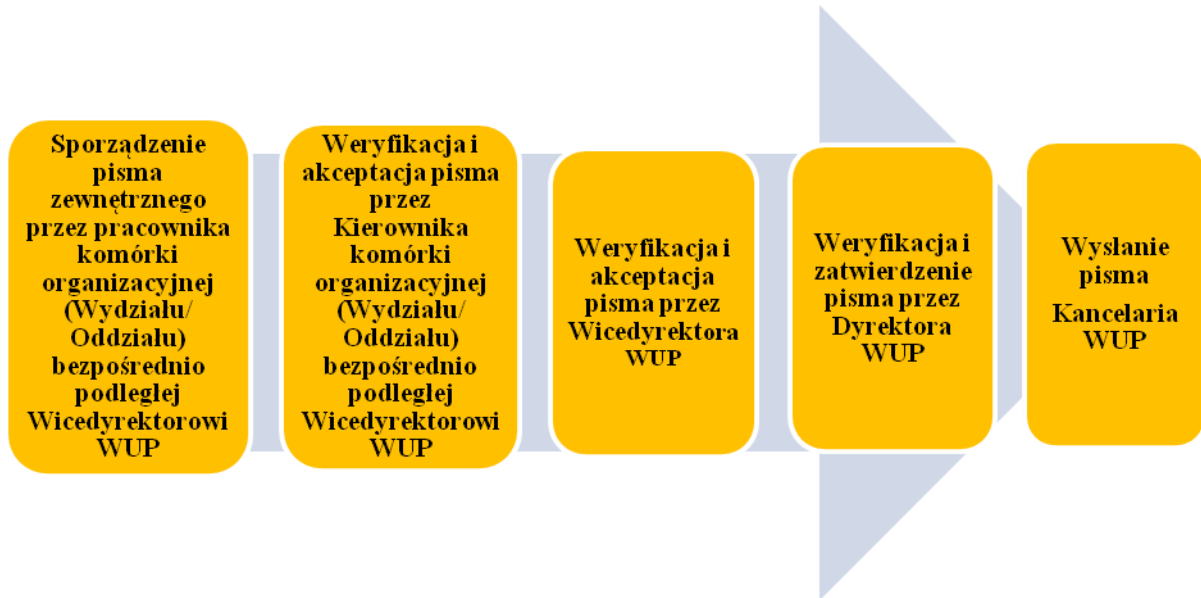 Sporządzenie
pisma
zewnętrznego
przez pracownika
komórki
organizacyjnej
(Wydziału/
Oddziału)
bezpośrednio
podległej
Wicedyrektorowi
WUP
Weryfikacja i
akceptacja pisma
przez
Kierownika
komórki
organizacyjnej
(Wydziału/
Oddziału)
bezpośrednio
podległej
Wicedyrektorowi
WUP
Weryfikacja i
akceptacja
pisma przez
Wicedyrektora
WUP
Weryfikacja i
zatwierdzenie
pisma przez
Dyrektora
WUP
Wysłanie
pisma
Kancelaria
WUP